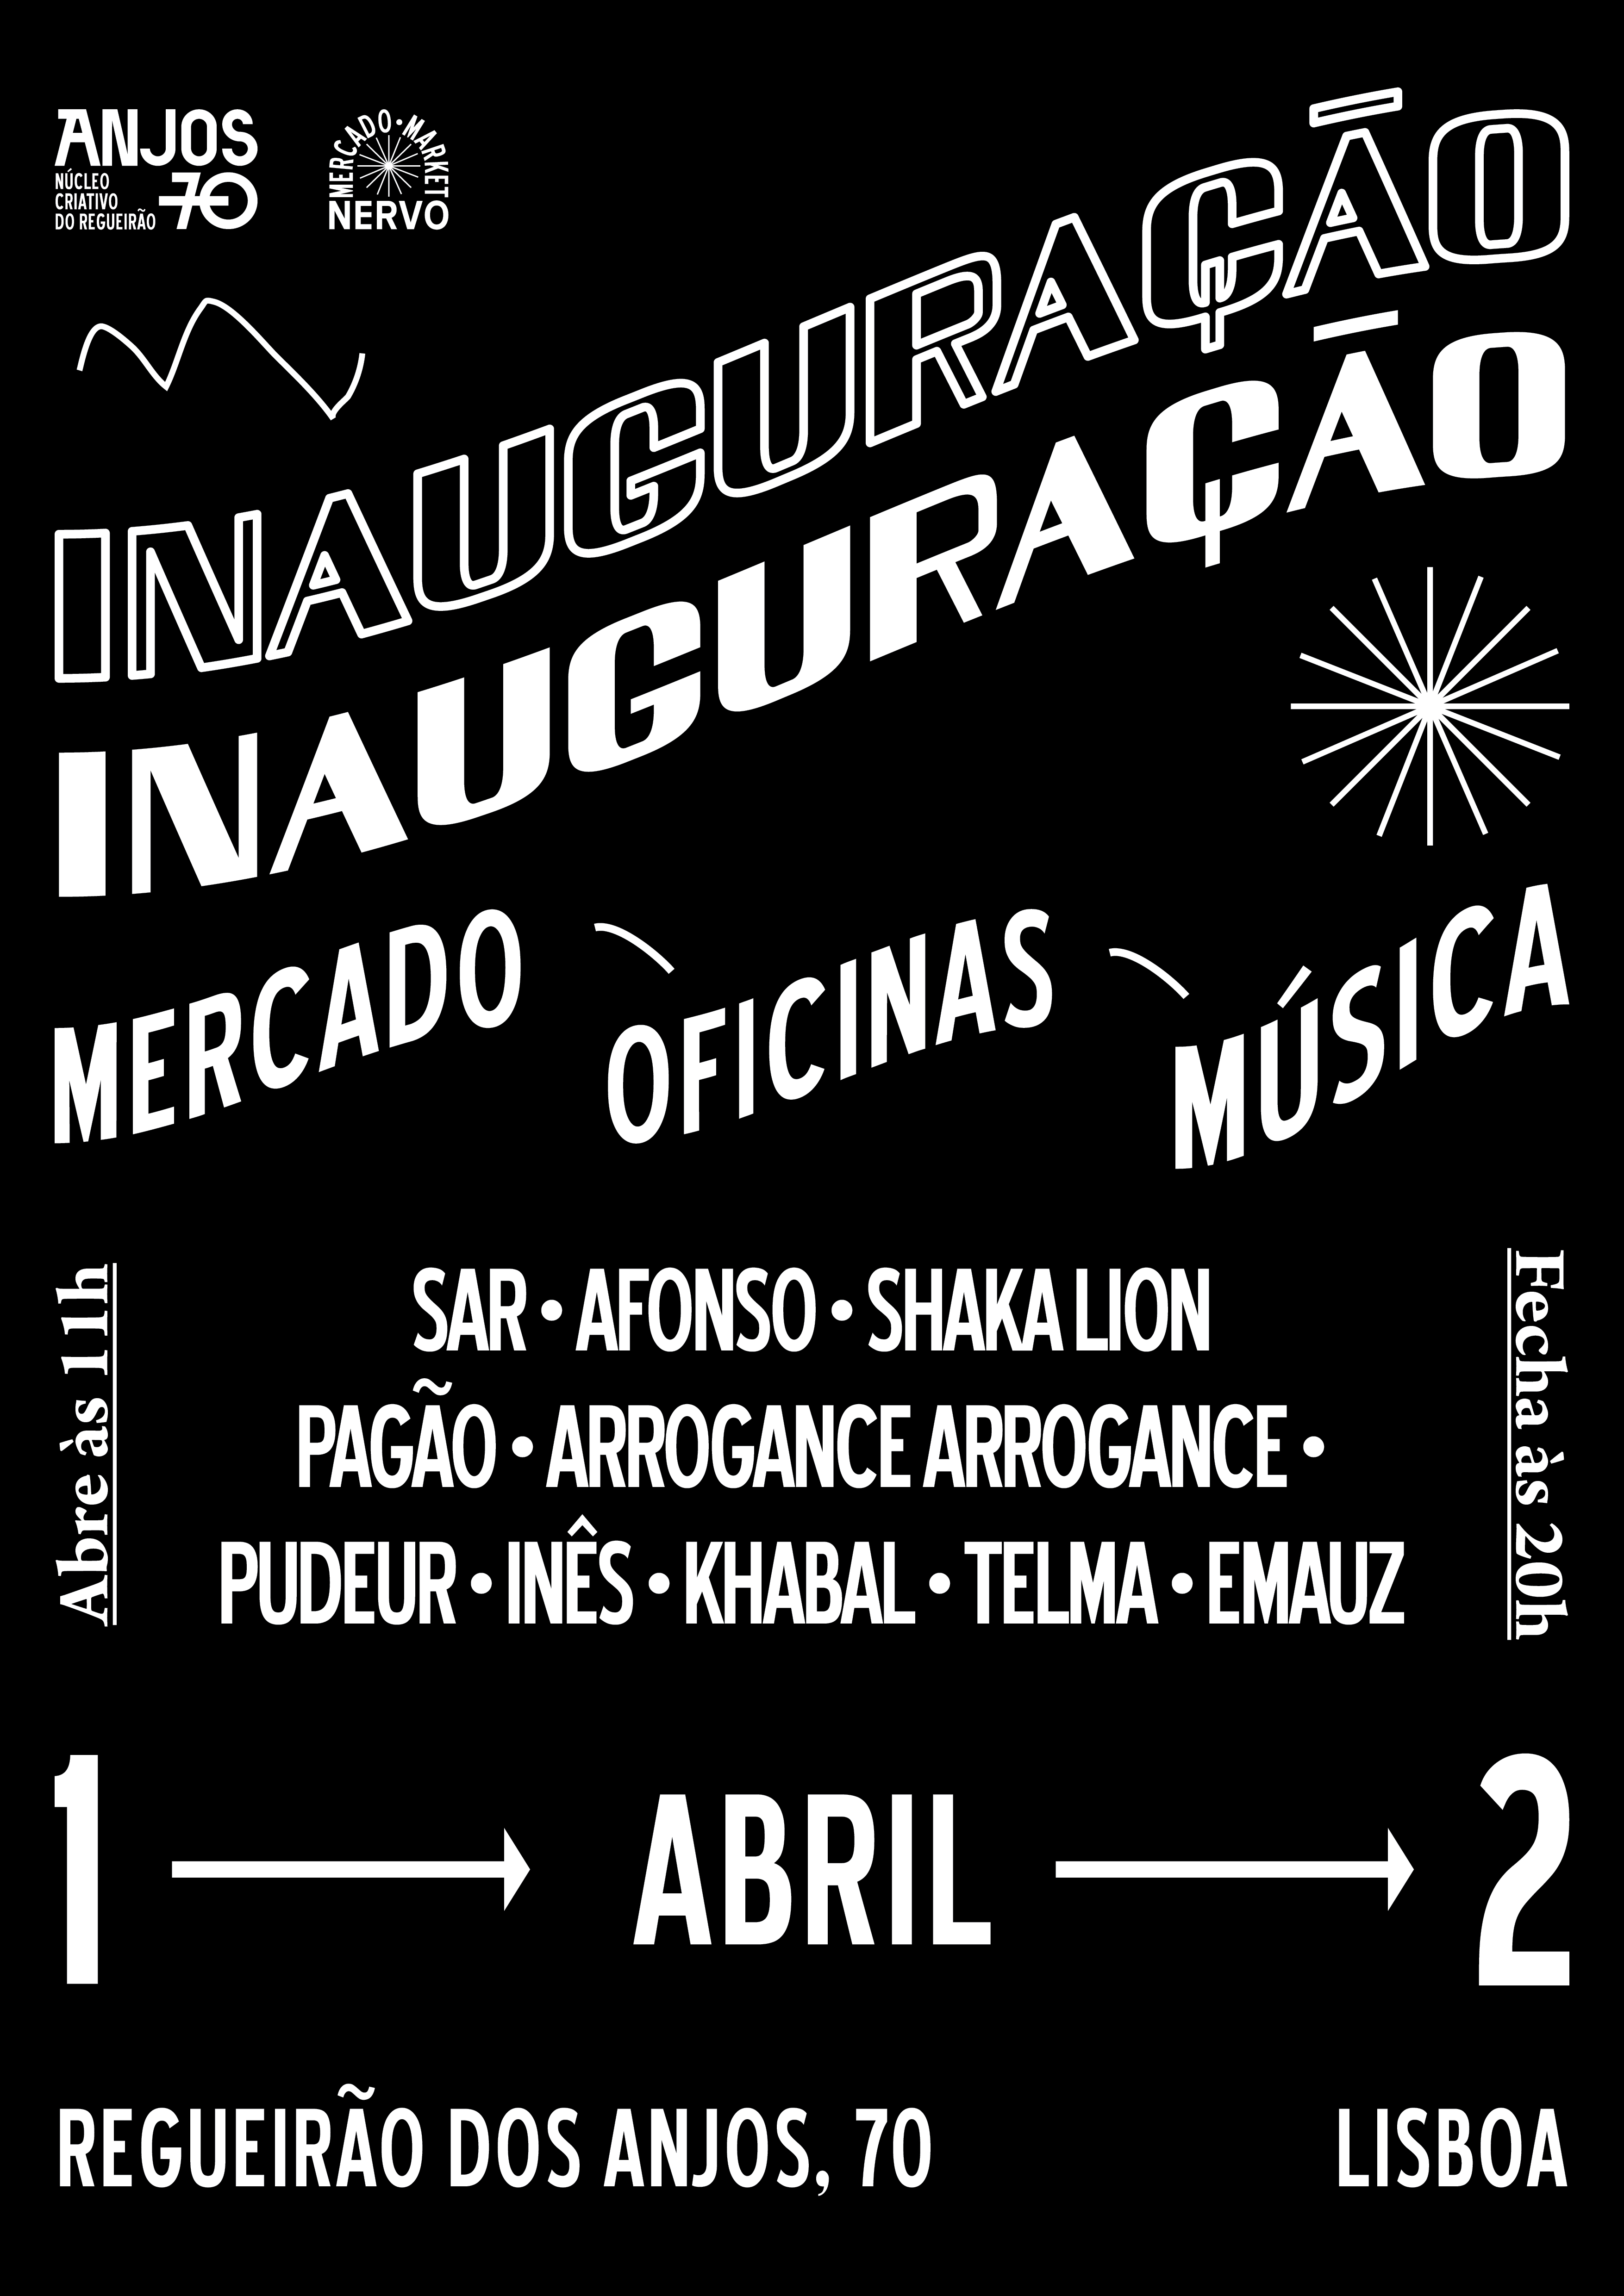 ANJOS
NÚCLEO
CRIATIVO
DO REGUEIRÃO
70
MERCADO • MARKET
NERVO
INAUGURAÇÃO
INAUGURAÇÃO
MERCADO
OFICINAS
MÚSICA
Abre às 11h
SAR • AFONSO • SHAKA LION
PAGÃO • ARROGANCE ARROGANCE •
PUDEUR • INÊS • KHABAL • TELMA • EMAUZ
Fecha às 20h
1 → ABRIL → 2
REGUEIRÃO DOS ANJOS, 70
LISBOA